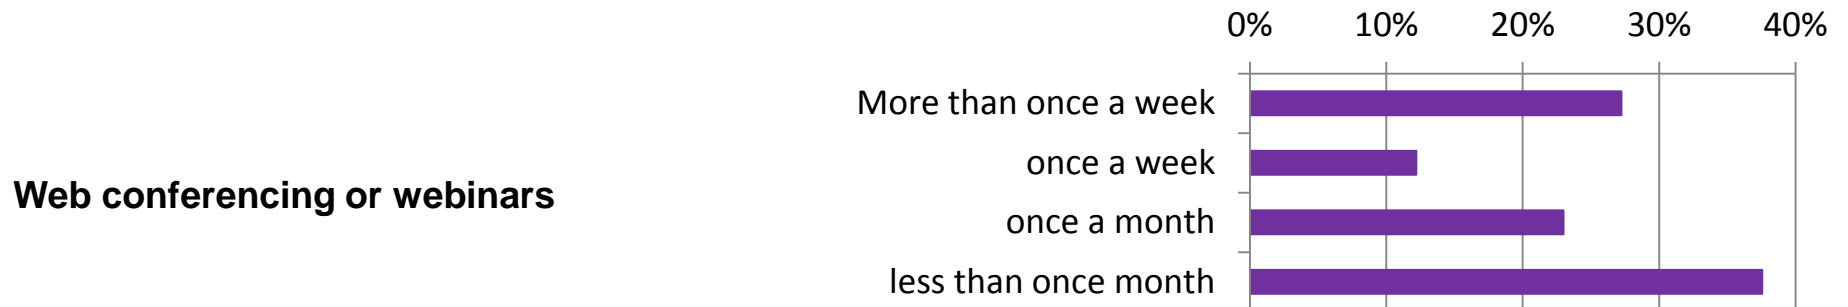 0% 10% 20% 30% 40%
More than once a week
once a week
Web conferencing or webinars
once a month
less than once month